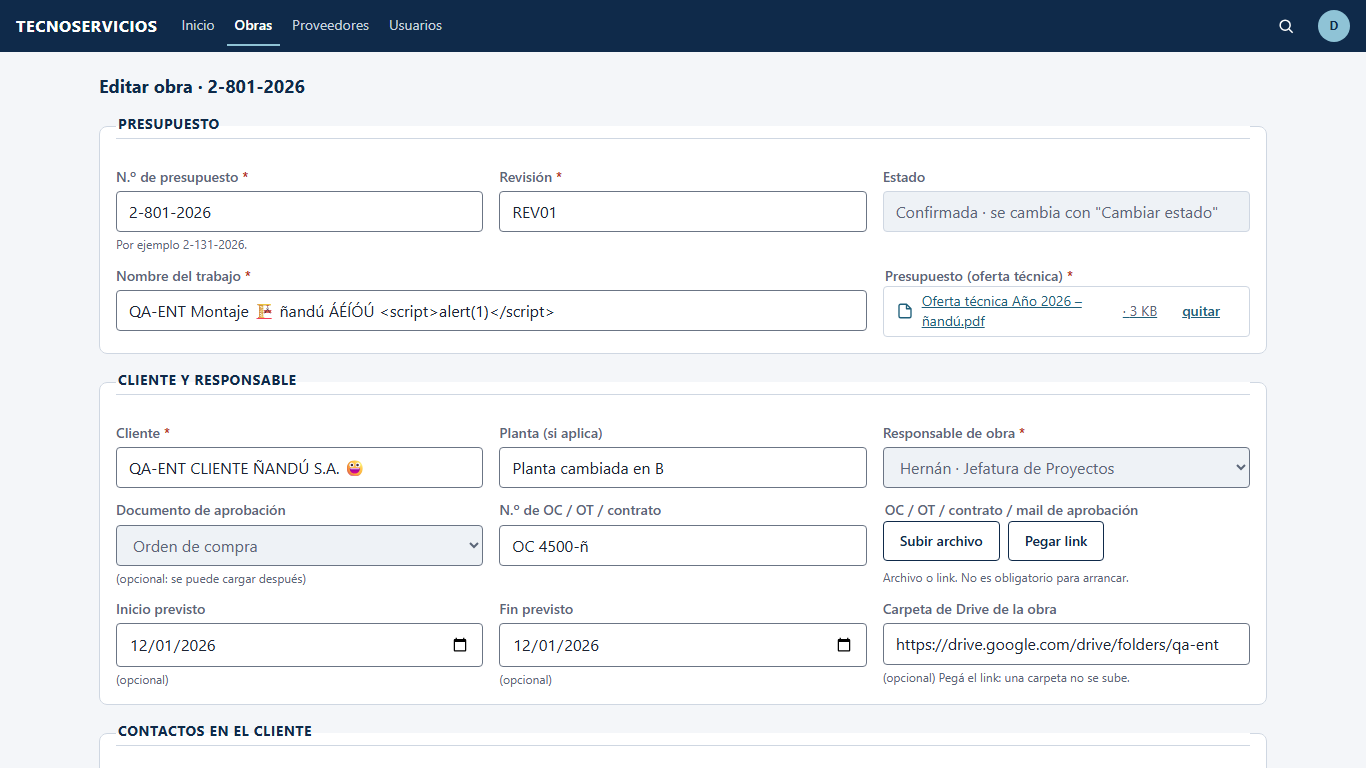 TECNOSERVICIOS Inicio Obras Proveedores Usuarios D
Editar obra · 2-801-2026
PRESUPUESTO
N.º de presupuesto * Revisión * Estado
2-801-2026 REV01 Confirmada · se cambia con "Cambiar estado"
Por ejemplo 2-131-2026.
Nombre del trabajo * Presupuesto (oferta técnica) *
QA-ENT Montaje 🏗️ ñandú ÁÉÍÓÚ <script>alert(1)</script>
Oferta técnica Año 2026 –
ñandú.pdf · 3 KB quitar
CLIENTE Y RESPONSABLE
Cliente * Planta (si aplica) Responsable de obra *
QA-ENT CLIENTE ÑANDÚ S.A. 😀 Planta cambiada en B Hernán · Jefatura de Proyectos
Documento de aprobación N.º de OC / OT / contrato OC / OT / contrato / mail de aprobación
Orden de compra OC 4500-ñ Subir archivo Pegar link
(opcional: se puede cargar después) Archivo o link. No es obligatorio para arrancar.
Inicio previsto Fin previsto Carpeta de Drive de la obra
12/01/2026 12/01/2026 https://drive.google.com/drive/folders/qa-ent
(opcional) (opcional) (opcional) Pegá el link: una carpeta no se sube.
CONTACTOS EN EL CLIENTE